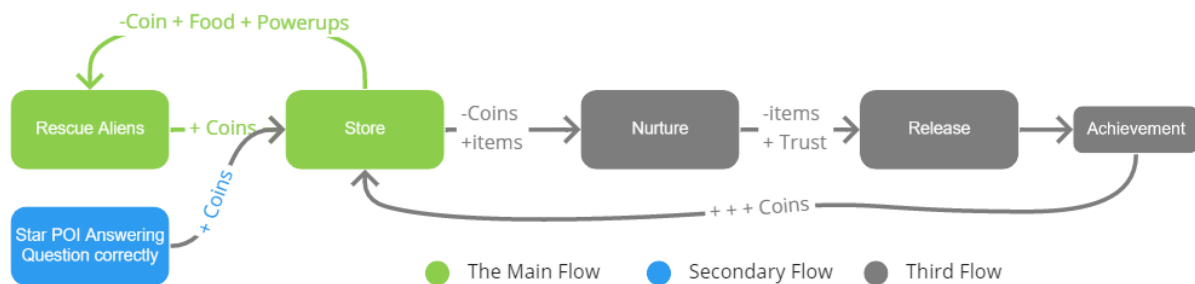 -Coin + Food + Powerups
Rescue Aliens
+ Coins
Store
-Coins
+items
Nurture
-items
+ Trust
Release
Achievement
+ Coins
Star POI Answering
Question correctly
+ + + Coins
The Main Flow
Secondary Flow
Third Flow